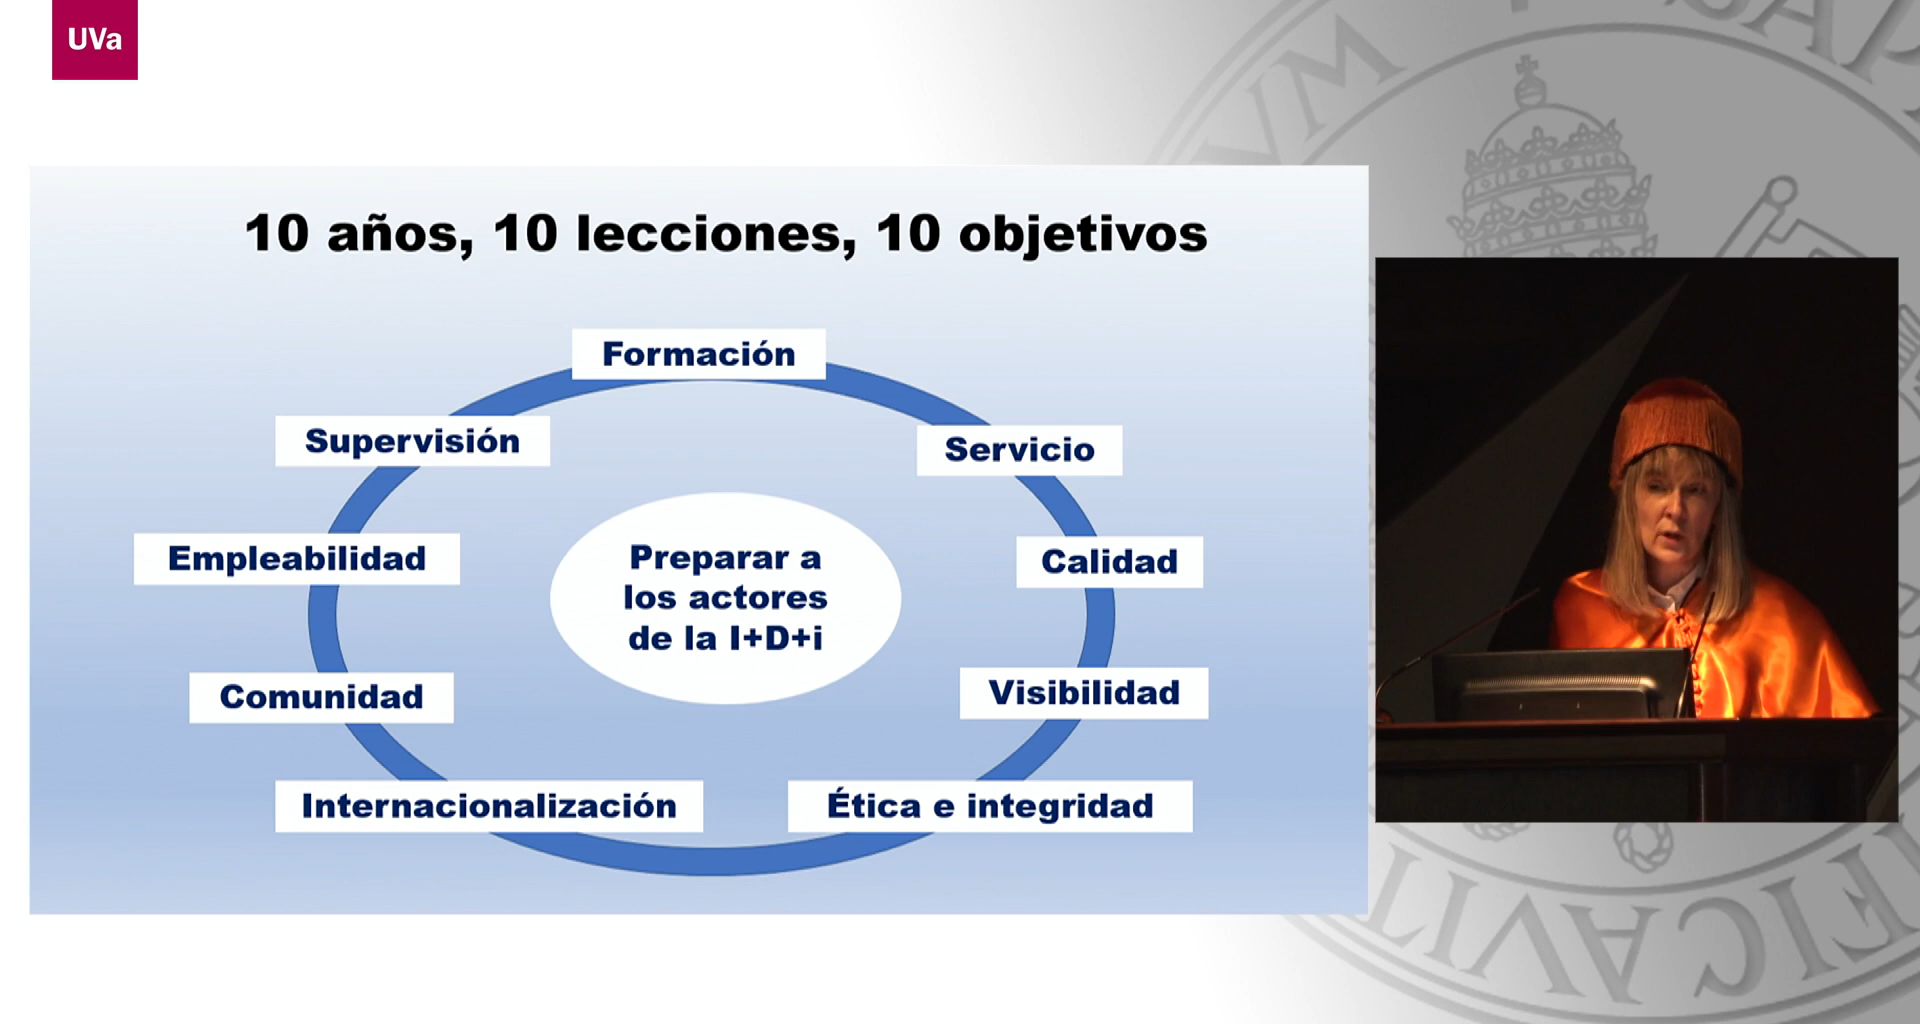 UVa
10 años, 10 lecciones, 10 objetivos
Formación
Supervisión
Servicio
Empleabilidad
Preparar a
los actores
de la I+D+i
Calidad
Comunidad
Visibilidad
Internacionalización
Ética e integridad